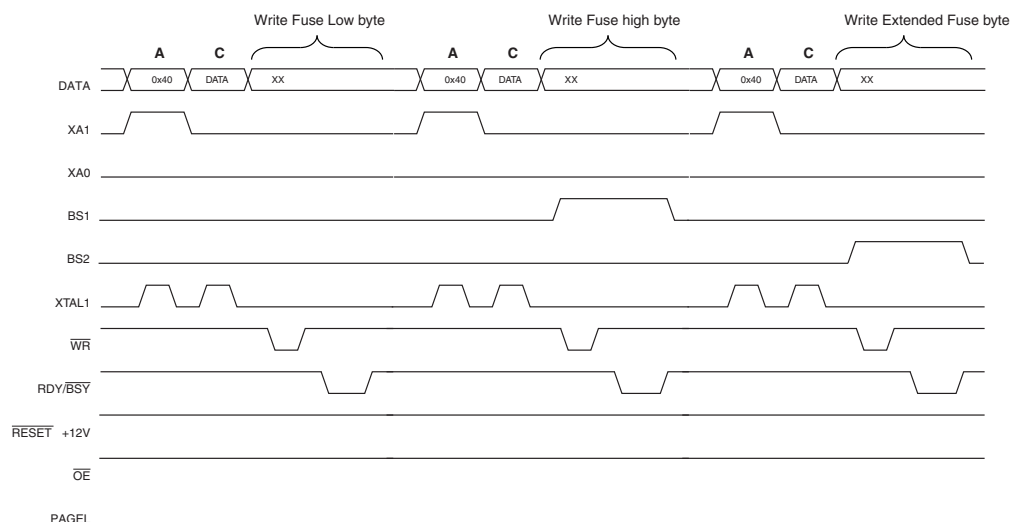 Write Fuse Low byte Write Fuse high byte Write Extended Fuse byte
A C A C A C
DATA 0x40 DATA XX 0x40 DATA XX 0x40 DATA XX
XA1
XA0
BS1
BS2
XTAL1
WR
RDY/BSY
RESET +12V
OE
PAGEL